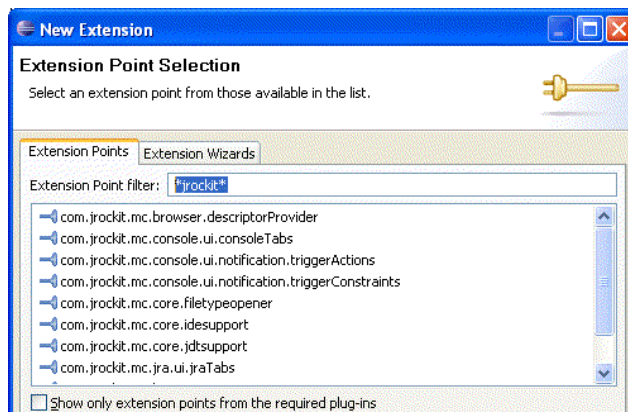 New Extension
Extension Point Selection
Select an extension point from those available in the list.
Extension Points Extension Wizards
Extension Point filter: *jrockit*
com.jrockit.mc.browser.descriptorProvider
com.jrockit.mc.console.ui.consoleTabs
com.jrockit.mc.console.ui.notification.triggerActions
com.jrockit.mc.console.ui.notification.triggerConstraints
com.jrockit.mc.core.filetypeopener
com.jrockit.mc.core.idesupport
com.jrockit.mc.core.jdtsupport
com.jrockit.mc.jra.ui.jraTabs
Show only extension points from the required plug-ins